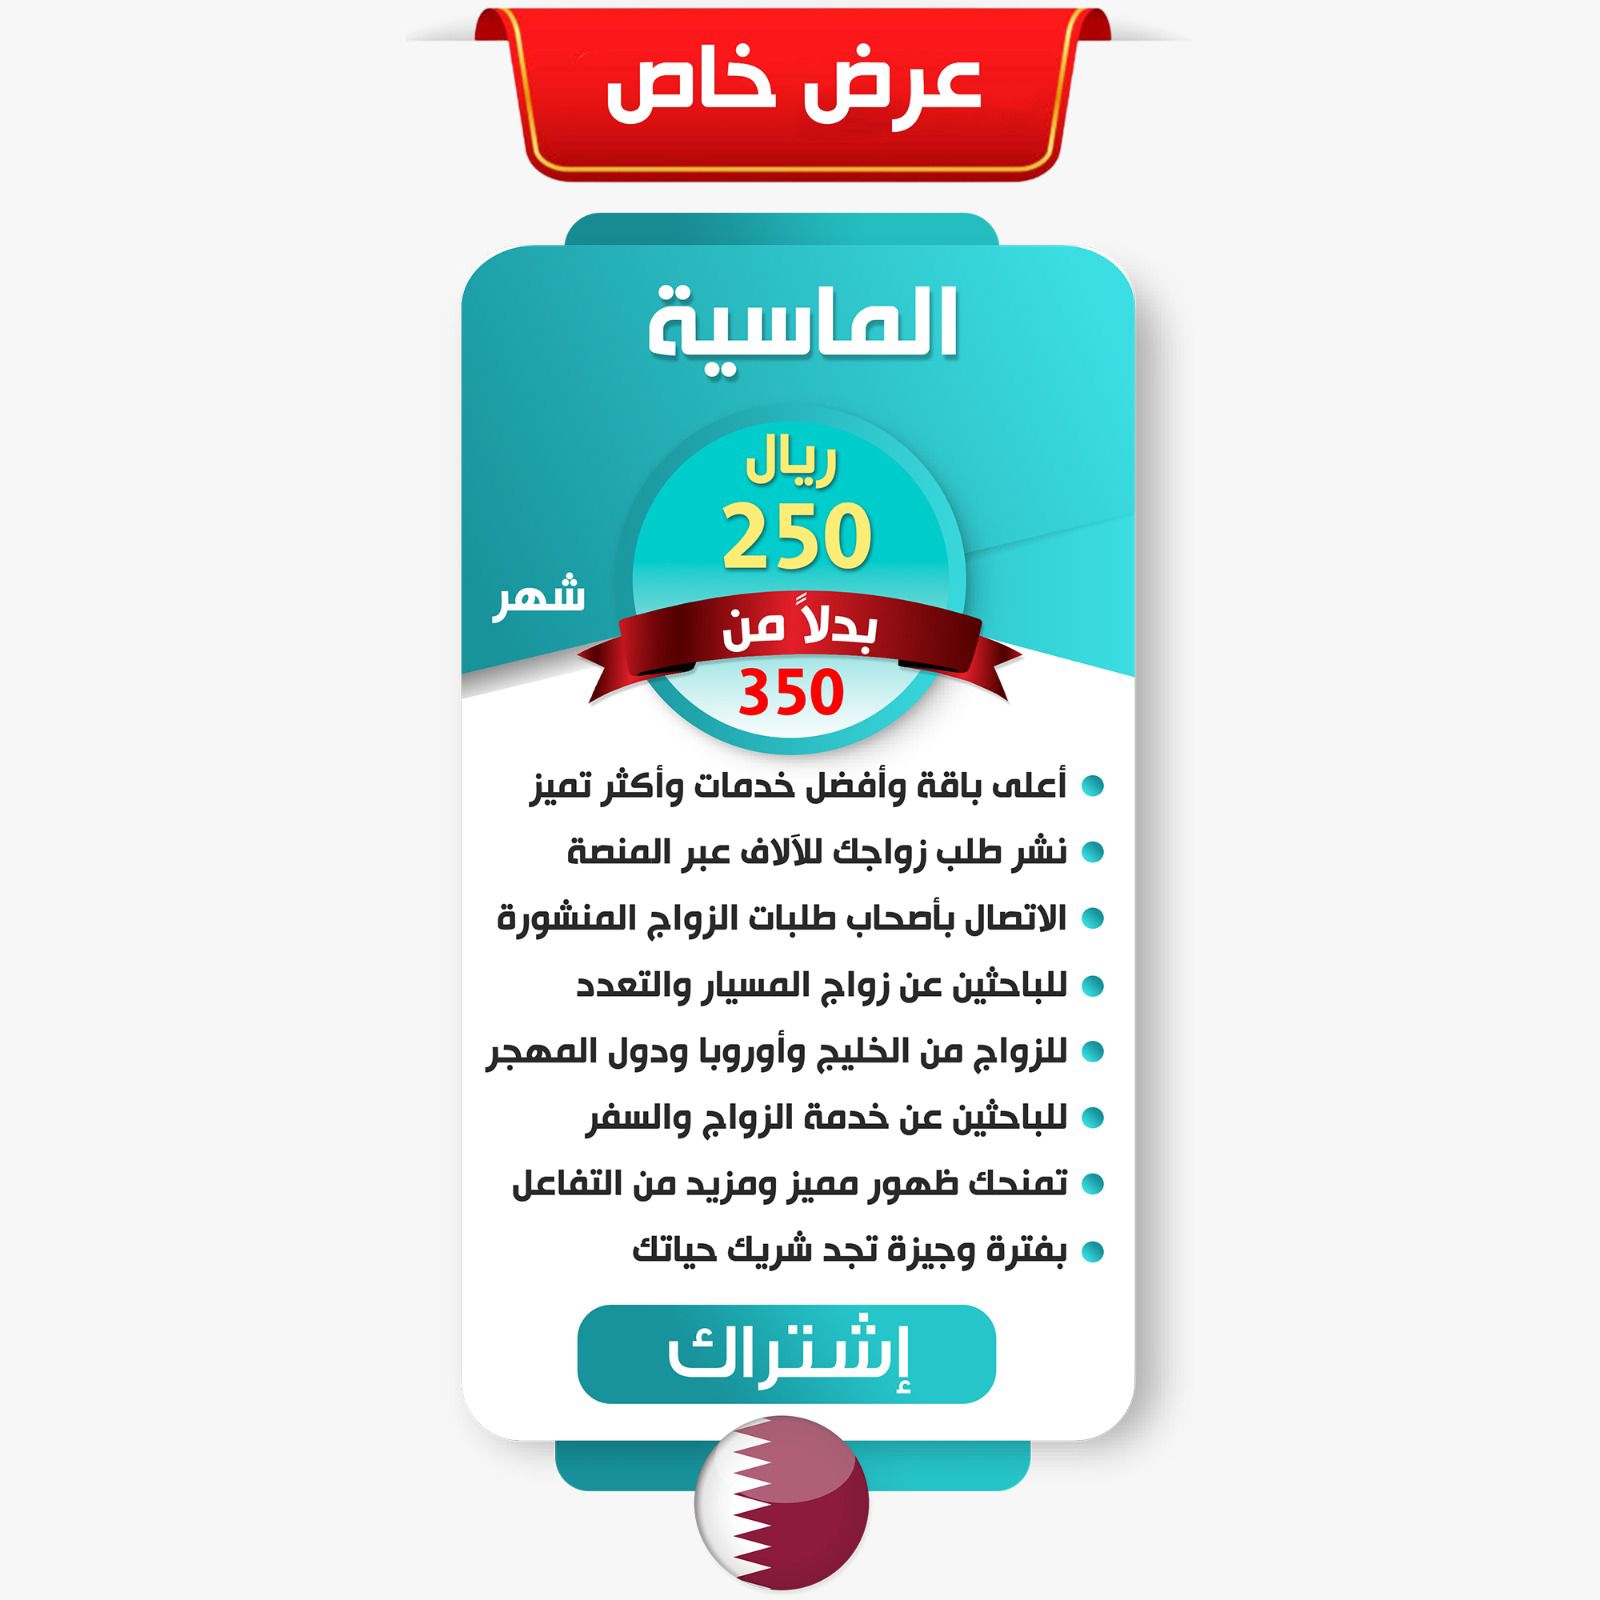 عرض خاص
الماسية
ريال
250
شهر
بدلاً من
350
أعلى باقة وأفضل خدمات وأكثر تميز
نشر طلب زواجك للآلاف عبر المنصة
الاتصال بأصحاب طلبات الزواج المنشورة
للباحثين عن زواج المسيار والتعدد
للزواج من الخليج وأوروبا ودول المهجر
للباحثين عن خدمة الزواج والسفر
تمنحك ظهور مميز ومزيد من التفاعل
بفترة وجيزة تجد شريك حياتك
إشتراك